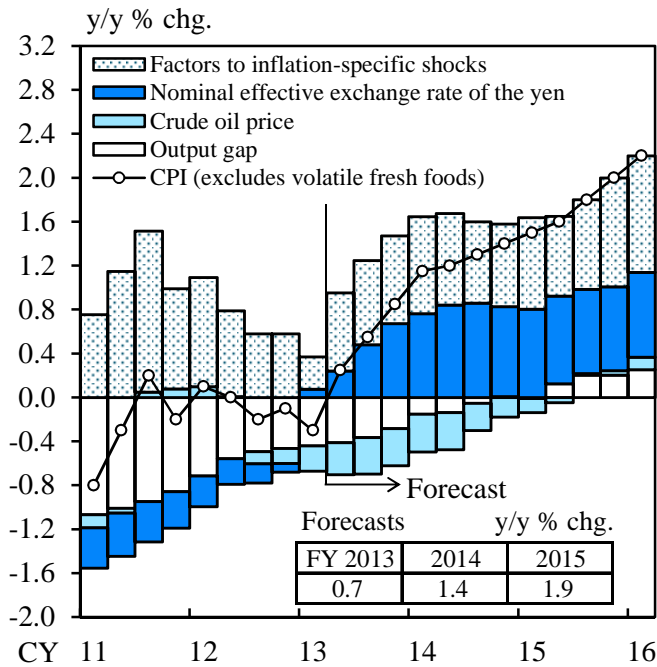 y/y % chg.
3.2
2.8
2.4
2.0
1.6
1.2
0.8
0.4
0.0
-0.4
-0.8
-1.2
-1.6
-2.0
Factors to inflation-specific shocks
Nominal effective exchange rate of the yen
Crude oil price
Output gap
CPI (excludes volatile fresh foods)
Forecast
Forecasts y/y % chg.
FY 2013 2014 2015
0.7 1.4 1.9
CY 11 12 13 14 15 16